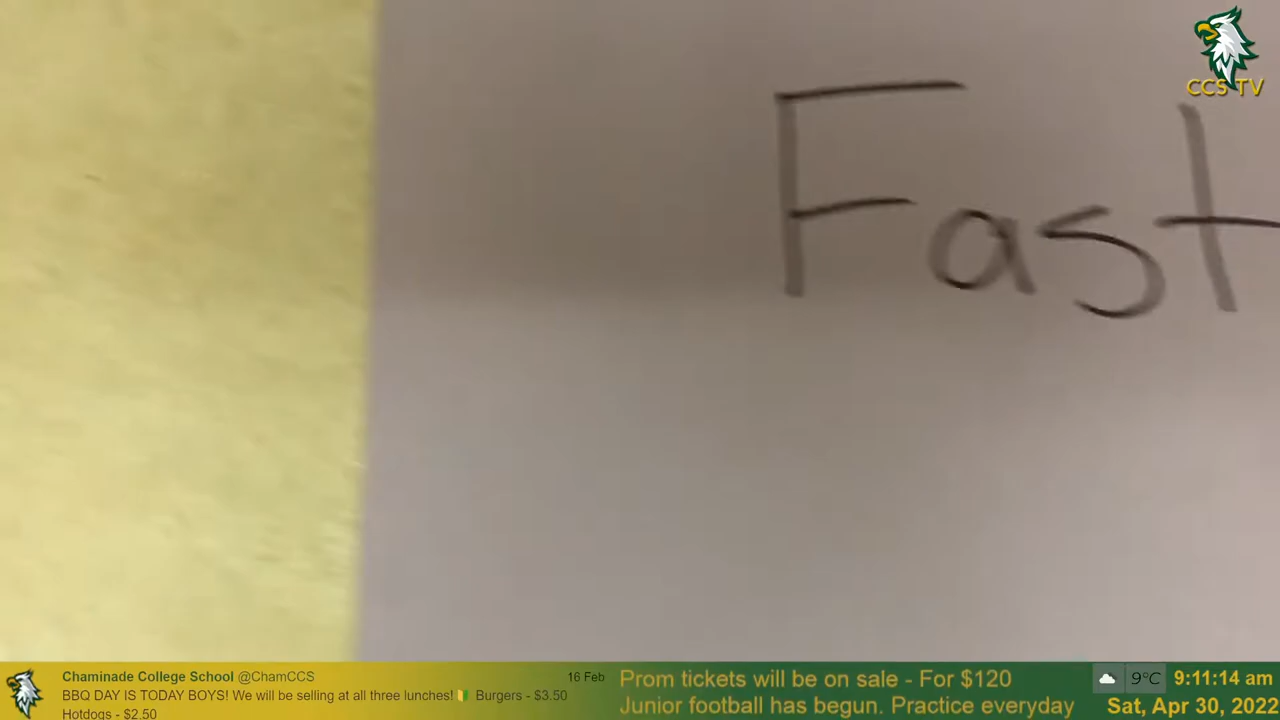 Fast
CCS TV
Chaminade College School @ChamCCS
16 Feb
BBQ DAY IS TODAY BOYS! We will be selling at all three lunches! Burgers - $3.50
Hotdogs - $2.50
Prom tickets will be on sale - For $120
Junior football has begun. Practice everyday
9°C
9:11:14 am
Sat, Apr 30, 2022